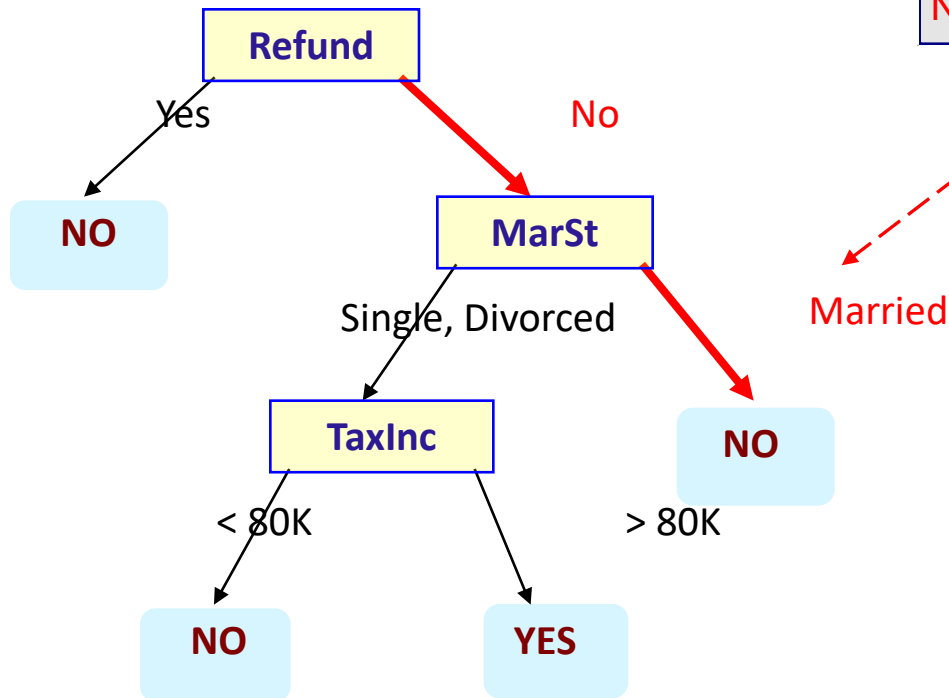 Refund
Yes
No
NO
MarSt
Single, Divorced
Married
TaxInc
NO
< 80K
> 80K
NO
YES